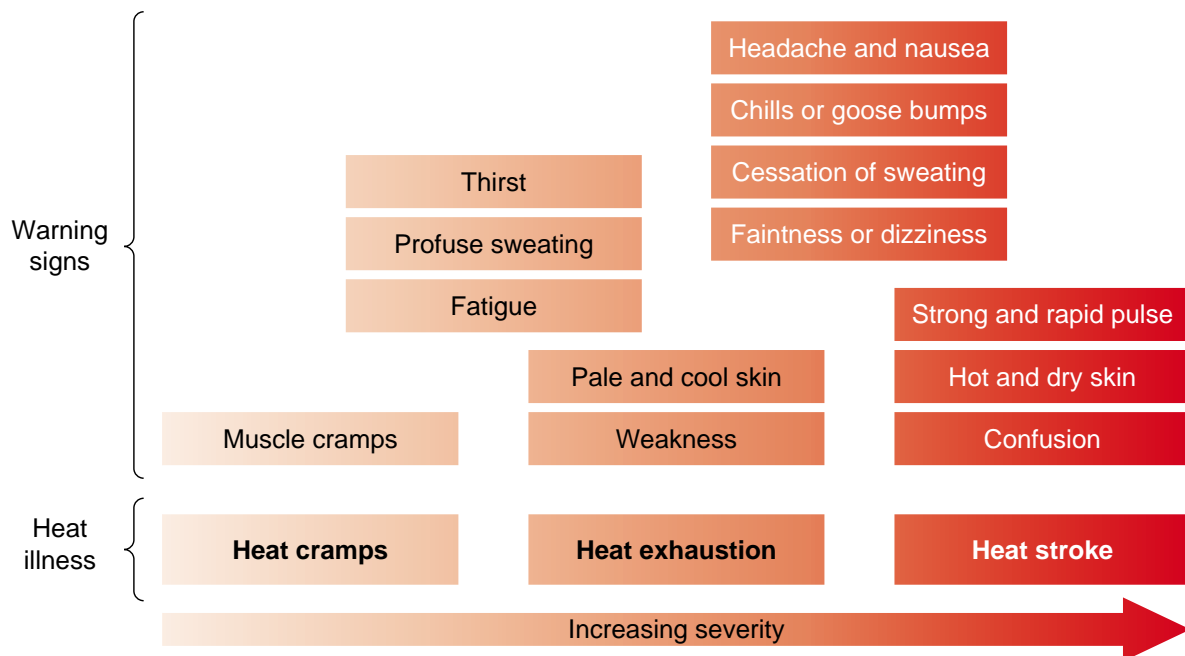 Headache and nausea
Chills or goose bumps
Cessation of sweating
Faintness or dizziness
Thirst
Profuse sweating
Fatigue
Warning
signs
Strong and rapid pulse
Pale and cool skin
Hot and dry skin
Muscle cramps
Weakness
Confusion
Heat
illness
Heat cramps
Heat exhaustion
Heat stroke
Increasing severity